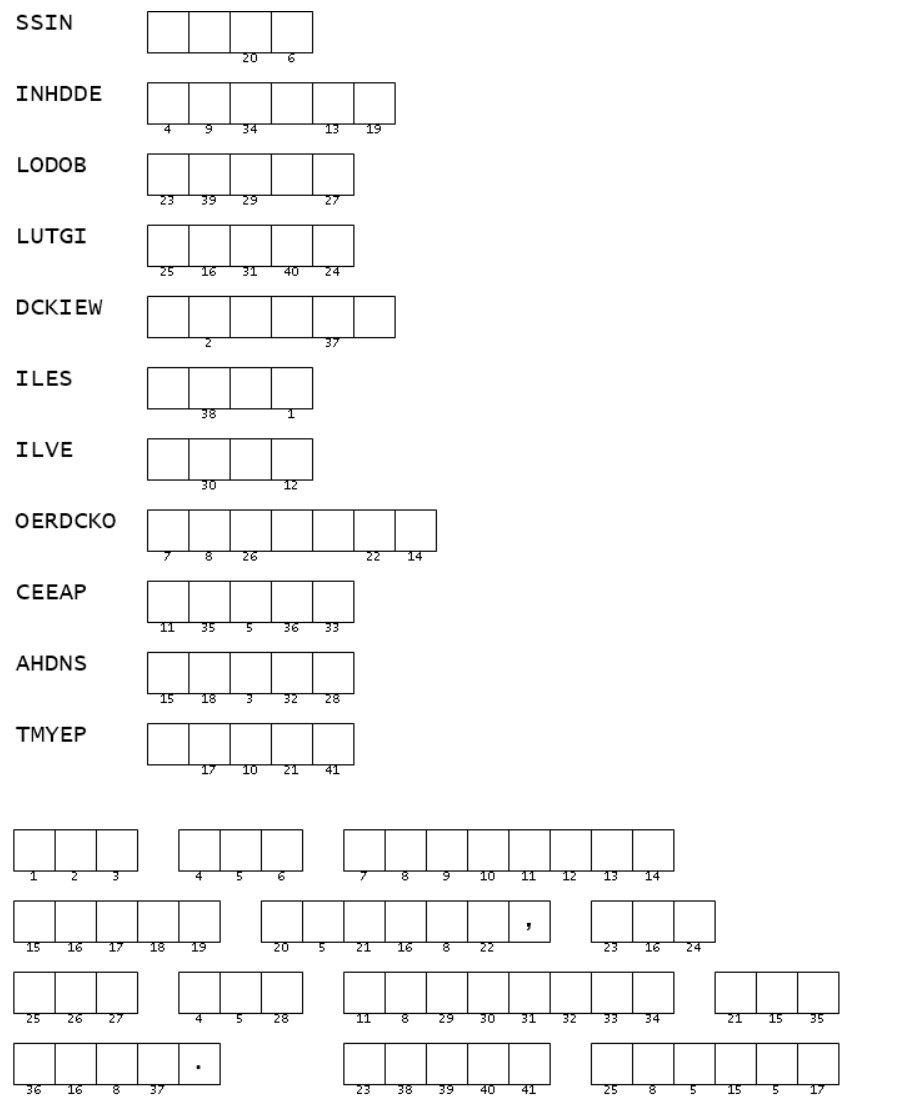 SSIN
20 6
INHDDE
4 9 34 13 19
LODOB
23 39 29 27
LUTGI
25 16 31 40 24
DCKIEW
2 37
ILES
38 1
ILVE
30 12
OERDCKO
7 8 26 22 14
CEEAP
11 35 5 36 33
AHDNS
15 18 3 32 28
TMYEP
17 10 21 41
1 2 3 4 5 6 7 8 9 10 11 12 13 14
,
15 16 17 18 19 20 5 21 16 8 22 23 16 24
25 26 27 4 5 28 11 8 29 30 31 32 33 34 21 15 35
.
36 16 8 37 23 38 39 40 41 25 8 5 15 5 17